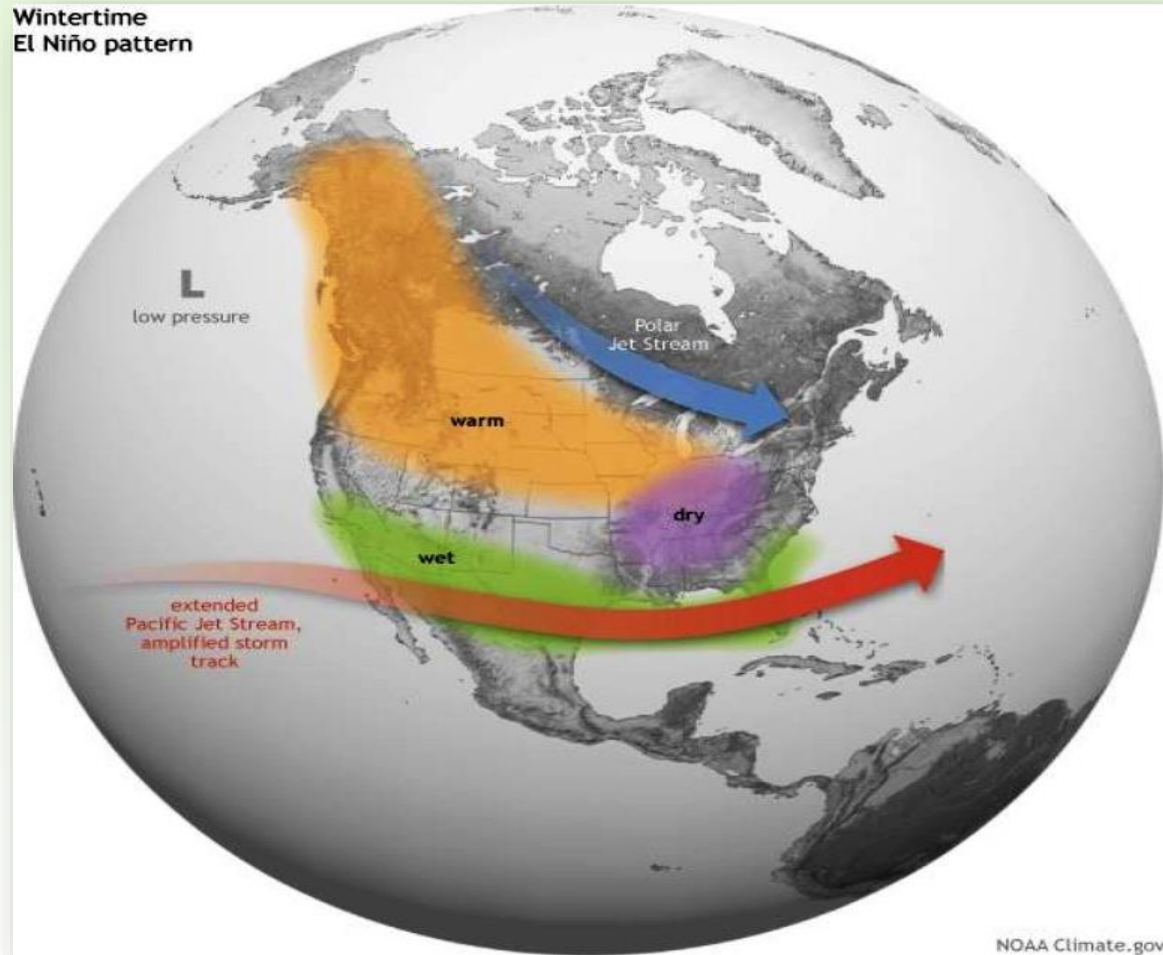 Wintertime
El Niño pattern
L
low pressure
Polar
Jet Stream
warm
dry
wet
extended
Pacific Jet Stream,
amplified storm
track
NOAA Climate.gov